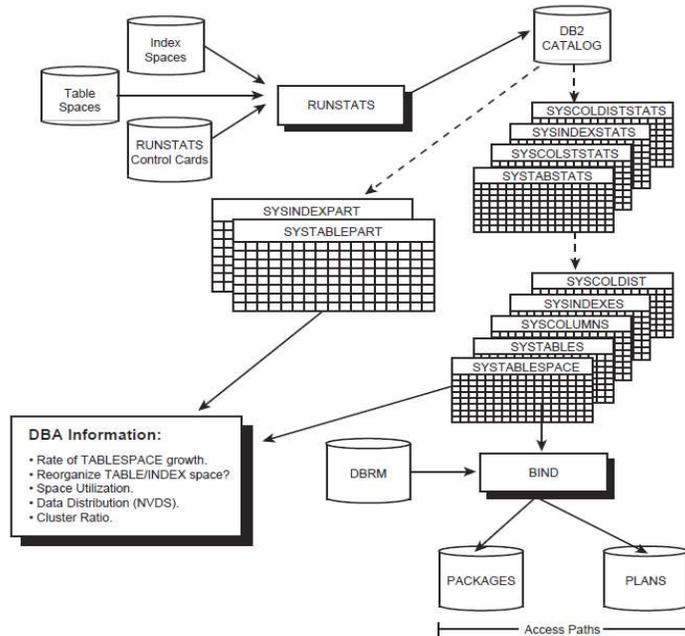 Index
Spaces
Table
Spaces
RUNSTATS
Control Cards
RUNSTATS
DB2
CATALOG
SYSCOLDISTSTATS
SYSINDEXSTATS
SYSCOLSTSTATS
SYSTABSTATS
SYSINDEXPART
SYSTABLEPART
SYSCOLDIST
SYSINDEXES
SYSCOLUMNS
SYSTABLES
SYSTABLESPACE
DBA Information:
• Rate of TABLESPACE growth.
• Reorganize TABLE/INDEX space?
• Space Utilization.
• Data Distribution (NVDS).
• Cluster Ratio.
DBRM
BIND
PACKAGES
PLANS
Access Paths